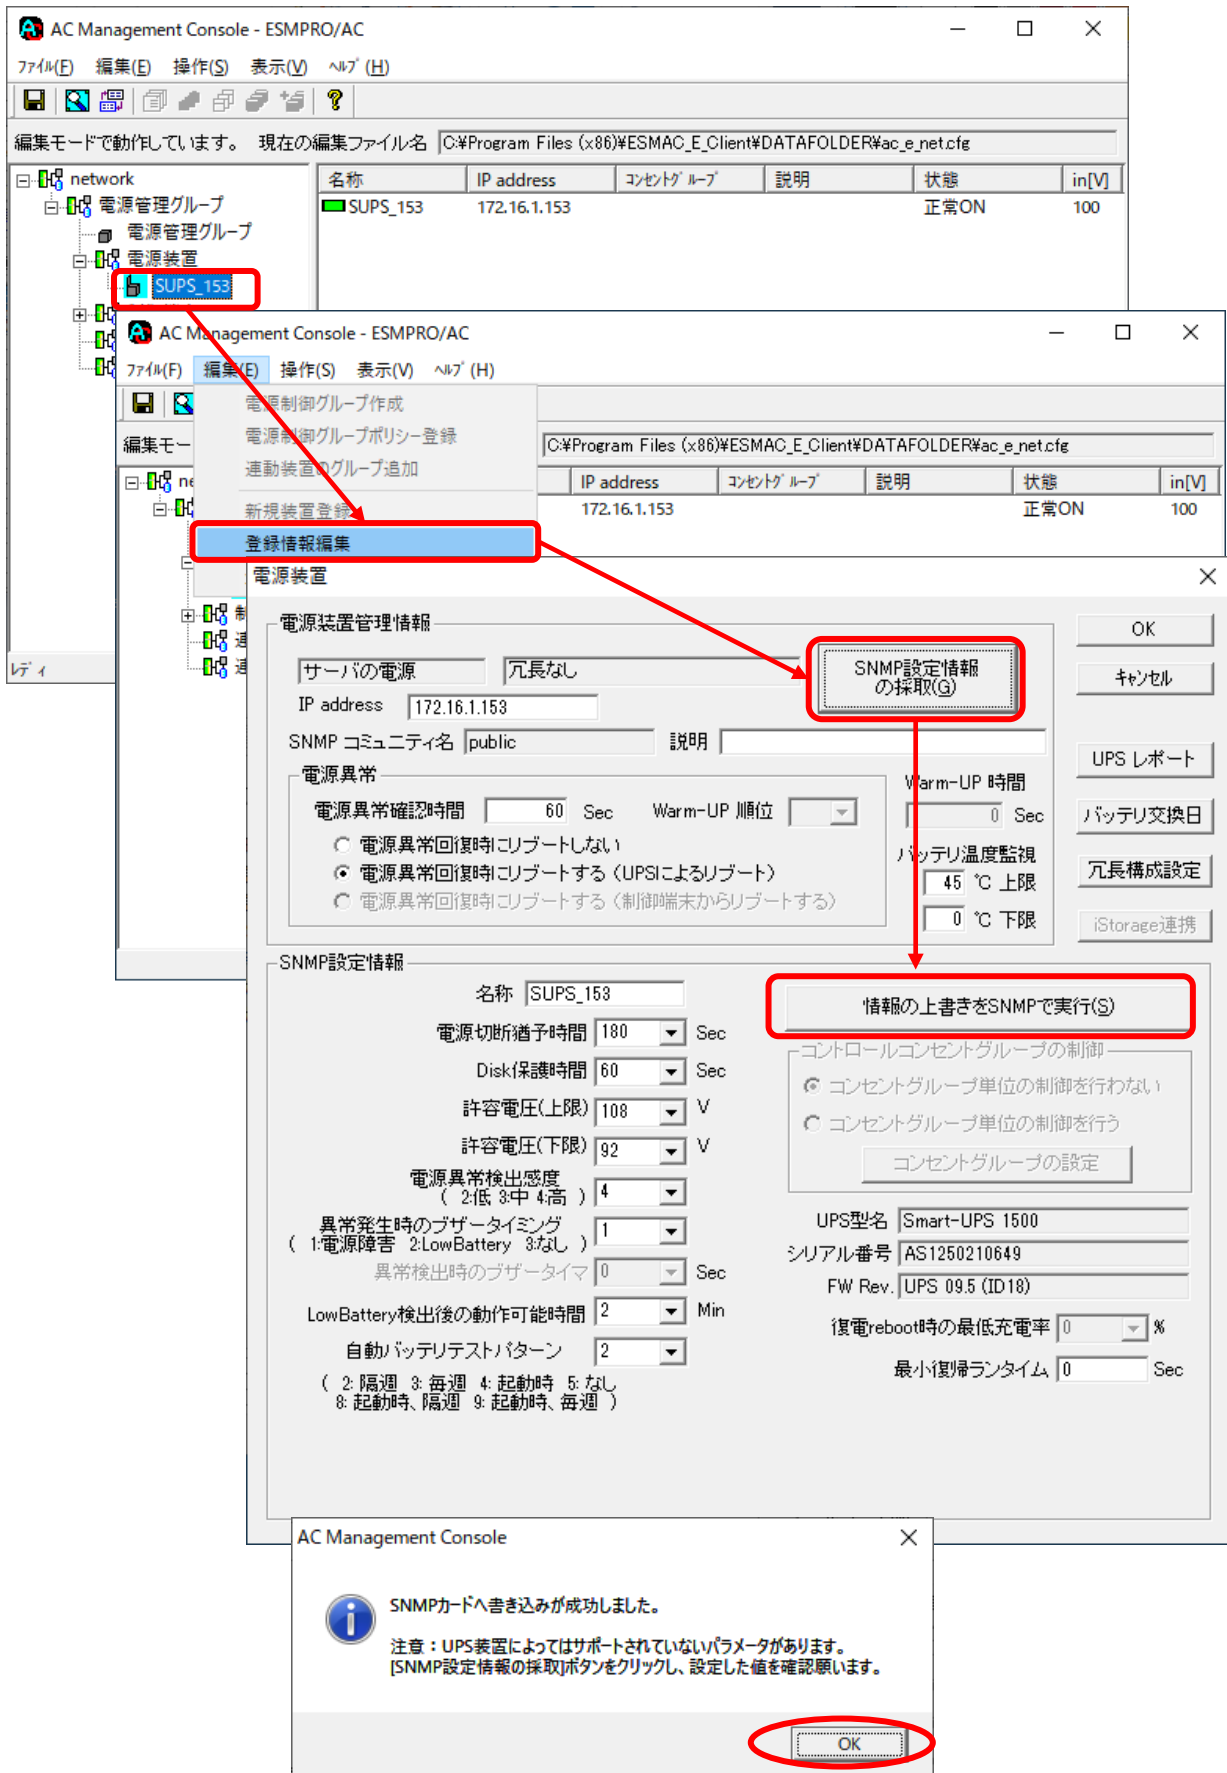 AC Management Console - ESMPRO/AC
ﾌｧｲﾙ(F) 編集(E) 操作(S) 表示(V) ﾍﾙﾌﾟ(H)
編集モードで動作しています。 現在の編集ファイル名 C:¥Program Files (x86)¥ESMAC_E_Client¥DATAFOLDER¥ac_e_net.cfg
network
名称 IP address ｺﾝｾﾝﾄｸﾞﾙｰﾌﾟ 説明 状態 in[V]
電源管理グループ
SUPS_153 172.16.1.153 正常ON 100
電源管理グループ
電源装置
SUPS_153
ﾚﾃﾞｨ
AC Management Console - ESMPRO/AC
ﾌｧｲﾙ(F) 編集(E) 操作(S) 表示(V) ﾍﾙﾌﾟ(H)
電源制御グループ作成
電源制御グループポリシー登録
連動装置のグループ追加
新規装置登録
登録情報編集
編集モー C:¥Program Files (x86)¥ESMAC_E_Client¥DATAFOLDER¥ac_e_net.cfg
ne IP address ｺﾝｾﾝﾄｸﾞﾙｰﾌﾟ 説明 状態 in[V]
172.16.1.153 正常ON 100
制
連
連
電源装置
電源装置管理情報
OK
サーバの電源 冗長なし SNMP設定情報
の採取(G)
キャンセル
IP address 172.16.1.153
SNMP コミュニティ名 public 説明
UPS レポート
電源異常
Warm-UP 時間
電源異常確認時間 60 Sec Warm-UP 順位
0 Sec バッテリ交換日
電源異常回復時にリブートしない
バッテリ温度監視
電源異常回復時にリブートする (UPSによるリブート)
45 ℃ 上限 冗長構成設定
電源異常回復時にリブートする (制御端末からリブートする)
0 ℃ 下限 iStorage連携
SNMP設定情報
名称 SUPS_153
情報の上書きをSNMPで実行(S)
電源切断猶予時間 180 Sec
コントロールコンセントグループの制御
Disk保護時間 60 Sec
コンセントグループ単位の制御を行わない
許容電圧(上限) 108 V
コンセントグループ単位の制御を行う
許容電圧(下限) 92 V
コンセントグループの設定
電源異常検出感度
( 2:低 3:中 4:高 ) 4
異常発生時のブザータイミング
( 1:電源障害 2:LowBattery 3:なし ) 1
UPS型名 Smart-UPS 1500
シリアル番号 AS1250210649
異常検出時のブザータイマ 0 Sec
FW Rev. UPS 09.5 (ID18)
LowBattery検出後の動作可能時間 2 Min
復電reboot時の最低充電率 0 %
自動バッテリテストパターン 2
最小復帰ランタイム 0 Sec
( 2: 隔週 3: 毎週 4: 起動時 5: なし
8: 起動時、隔週 9: 起動時、毎週 )
AC Management Console
SNMPカードへ書き込みが成功しました。
注意：UPS装置によってはサポートされていないパラメータがあります。
[SNMP設定情報の採取]ボタンをクリックし、設定した値を確認願います。
OK